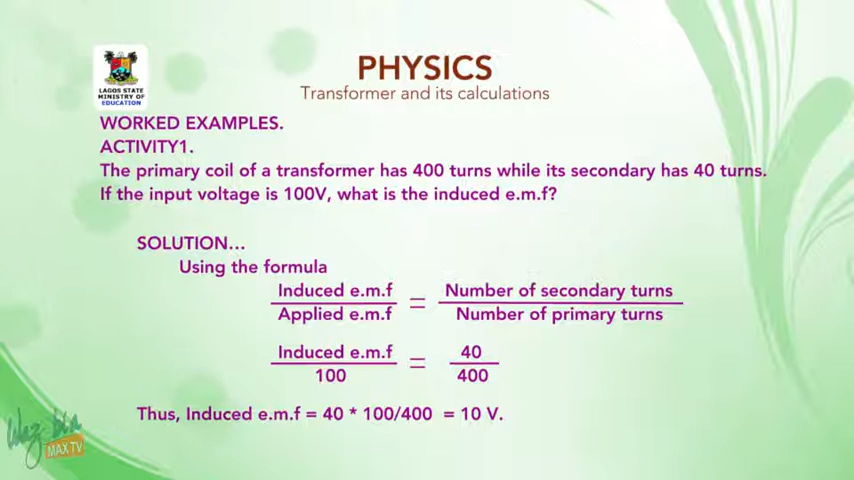 LAGOS STATE
MINISTRY OF
EDUCATION
PHYSICS
Transformer and its calculations
WORKED EXAMPLES.
ACTIVITY1.
The primary coil of a transformer has 400 turns while its secondary has 40 turns.
If the input voltage is 100V, what is the induced e.m.f?
SOLUTION...
Using the formula
Induced e.m.f = Number of secondary turns
Applied e.m.f Number of primary turns
Induced e.m.f = 40
100 400
Thus, Induced e.m.f = 40 * 100/400 = 10 V.
MAX TV